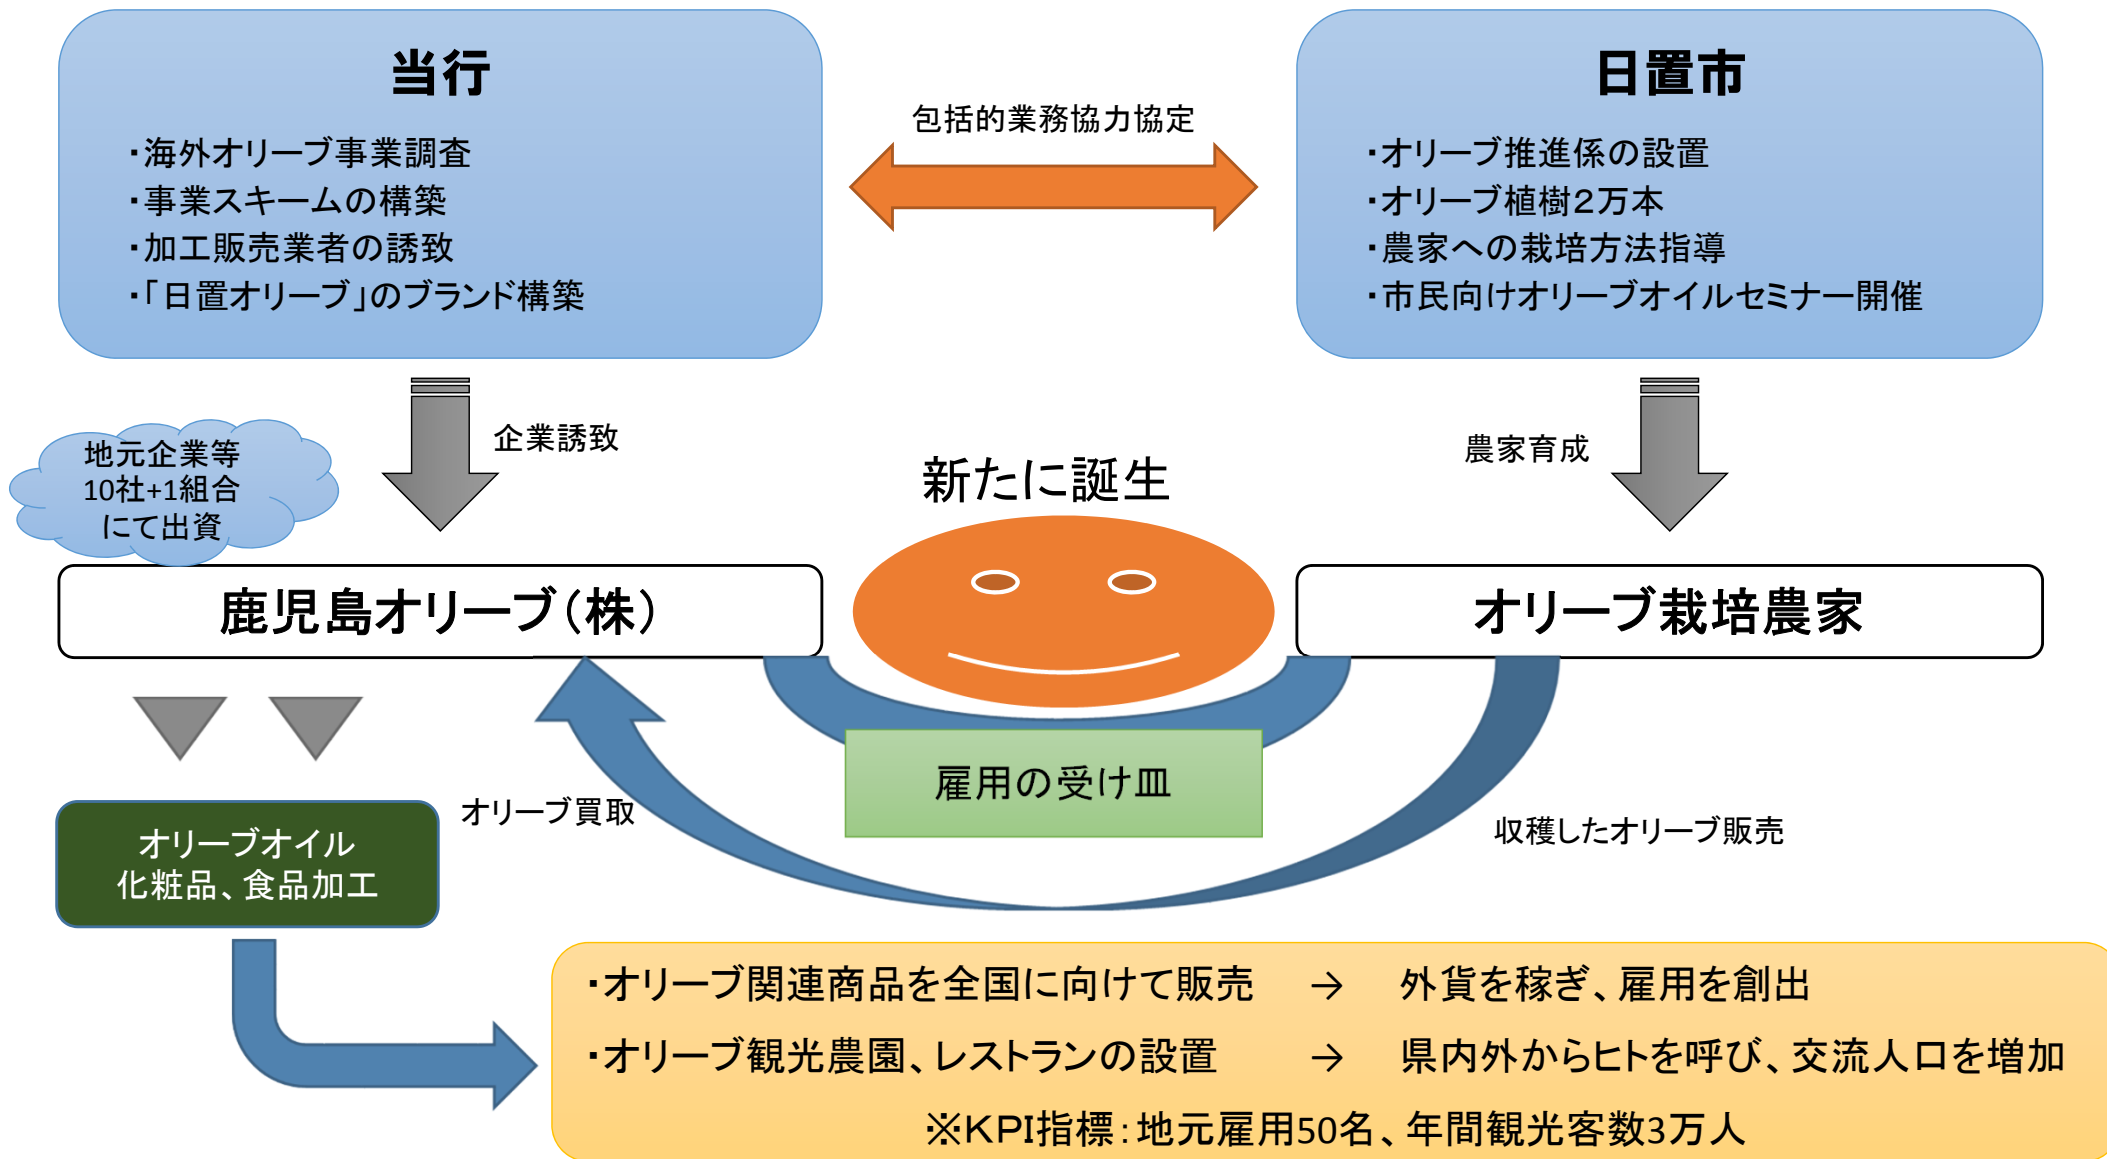 当行
・海外オリーブ事業調査
・事業スキームの構築
・加工販売業者の誘致
・「日置オリーブ」のブランド構築
包括的業務協力協定
日置市
・オリーブ推進係の設置
・オリーブ植樹２万本
・農家への栽培方法指導
・市民向けオリーブオイルセミナー開催
地元企業等
10社+1組合
にて出資
企業誘致
新たに誕生
農家育成
鹿児島オリーブ（株）
オリーブ栽培農家
雇用の受け皿
オリーブ買取
収穫したオリーブ販売
オリーブオイル
化粧品、食品加工
・オリーブ関連商品を全国に向けて販売　→　外貨を稼ぎ、雇用を創出
・オリーブ観光農園、レストランの設置　→　県内外からヒトを呼び、交流人口を増加
※ＫＰＩ指標：地元雇用50名、年間観光客数3万人